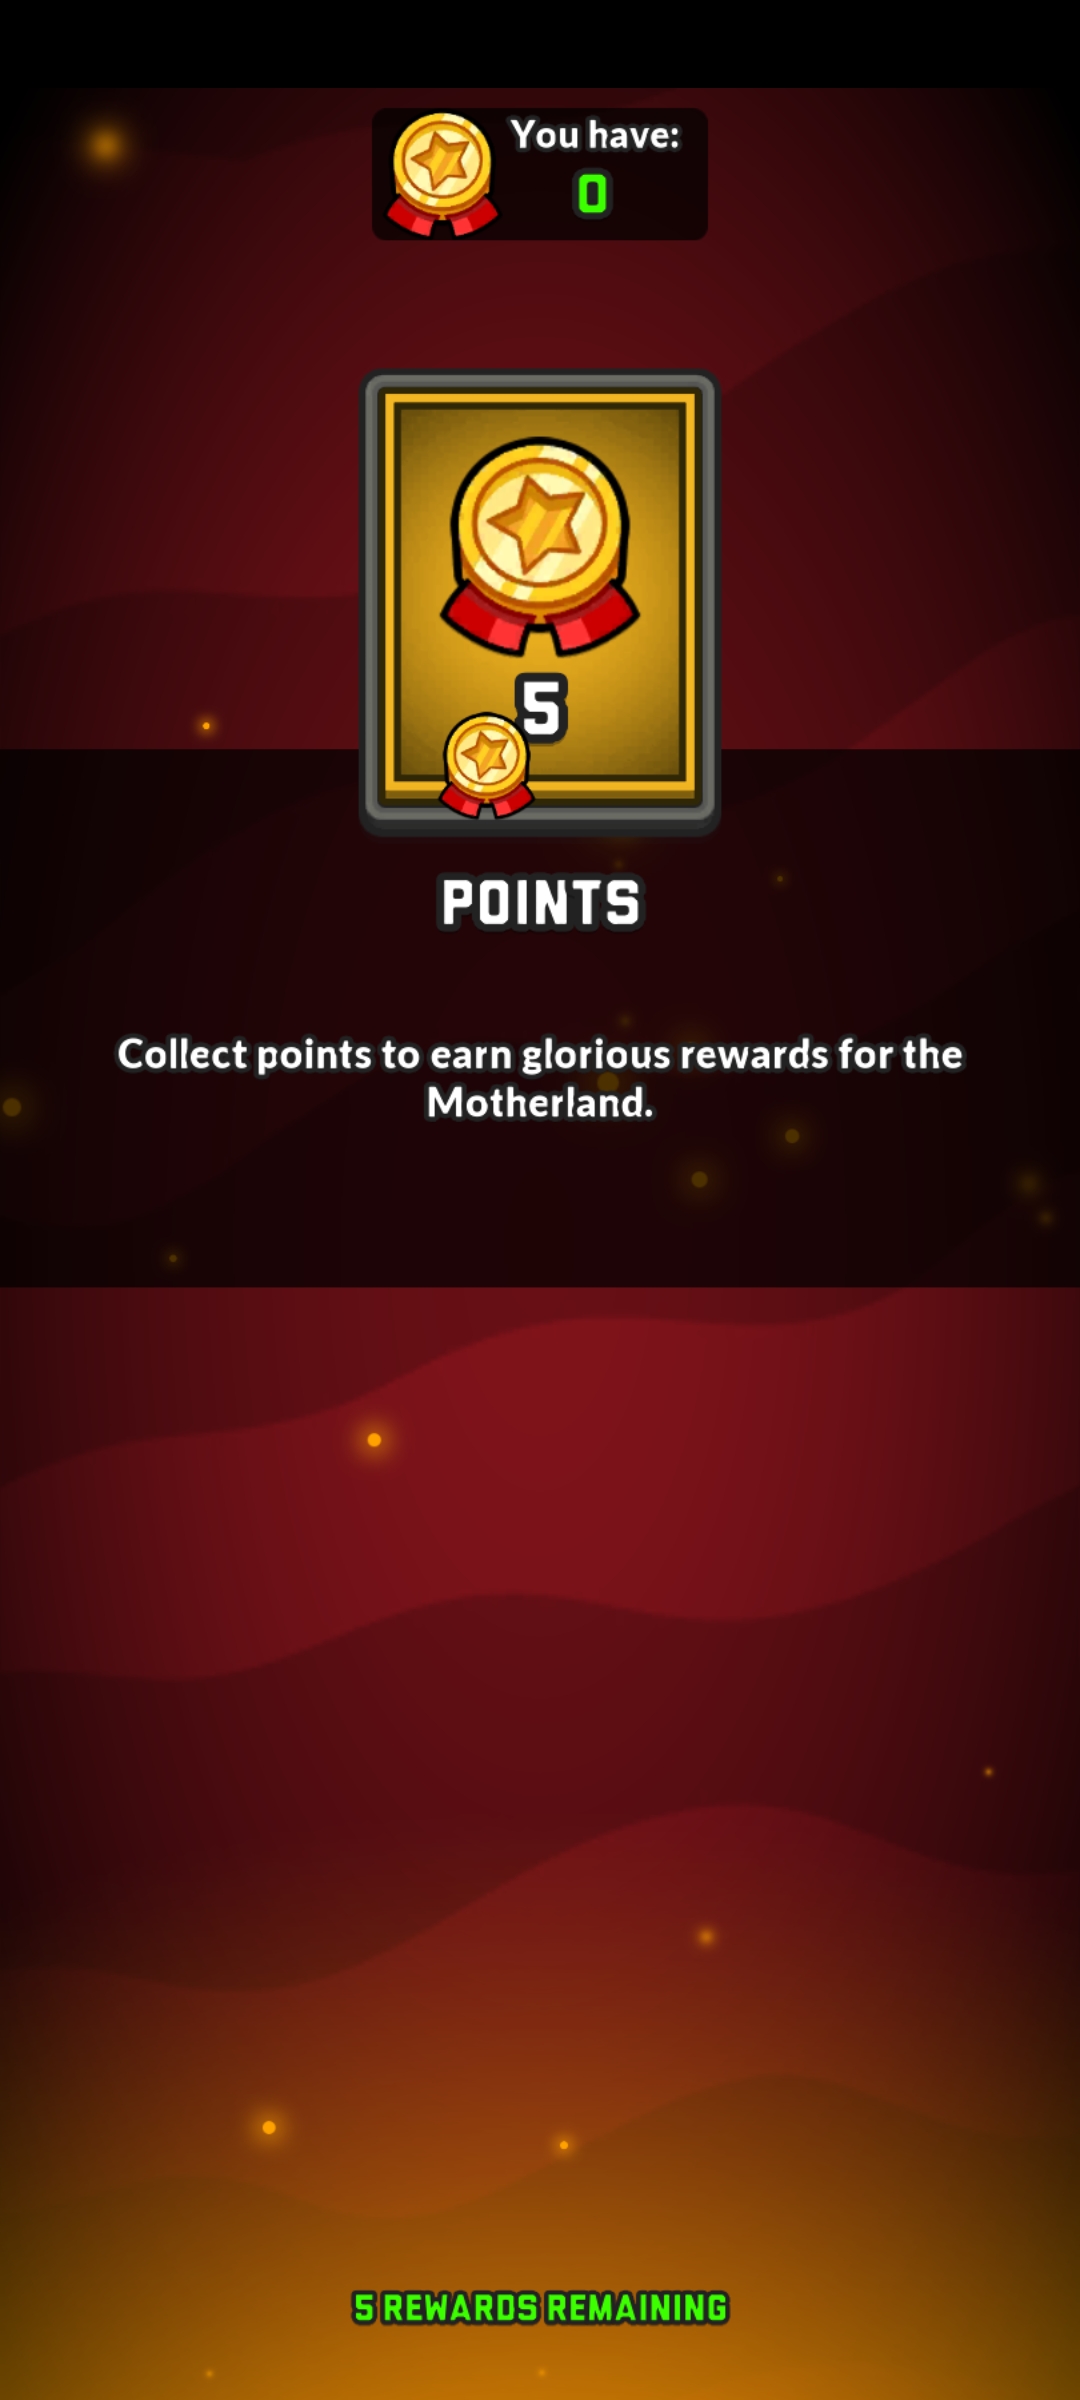 You have:
0
5
POINTS
Collect points to earn glorious rewards for the
Motherland.
5 REWARDS REMAINING